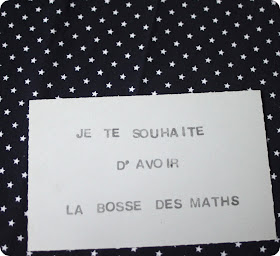 JE TE SOUHAITE
D' AVOIR
LA BOSSE DES MATHS